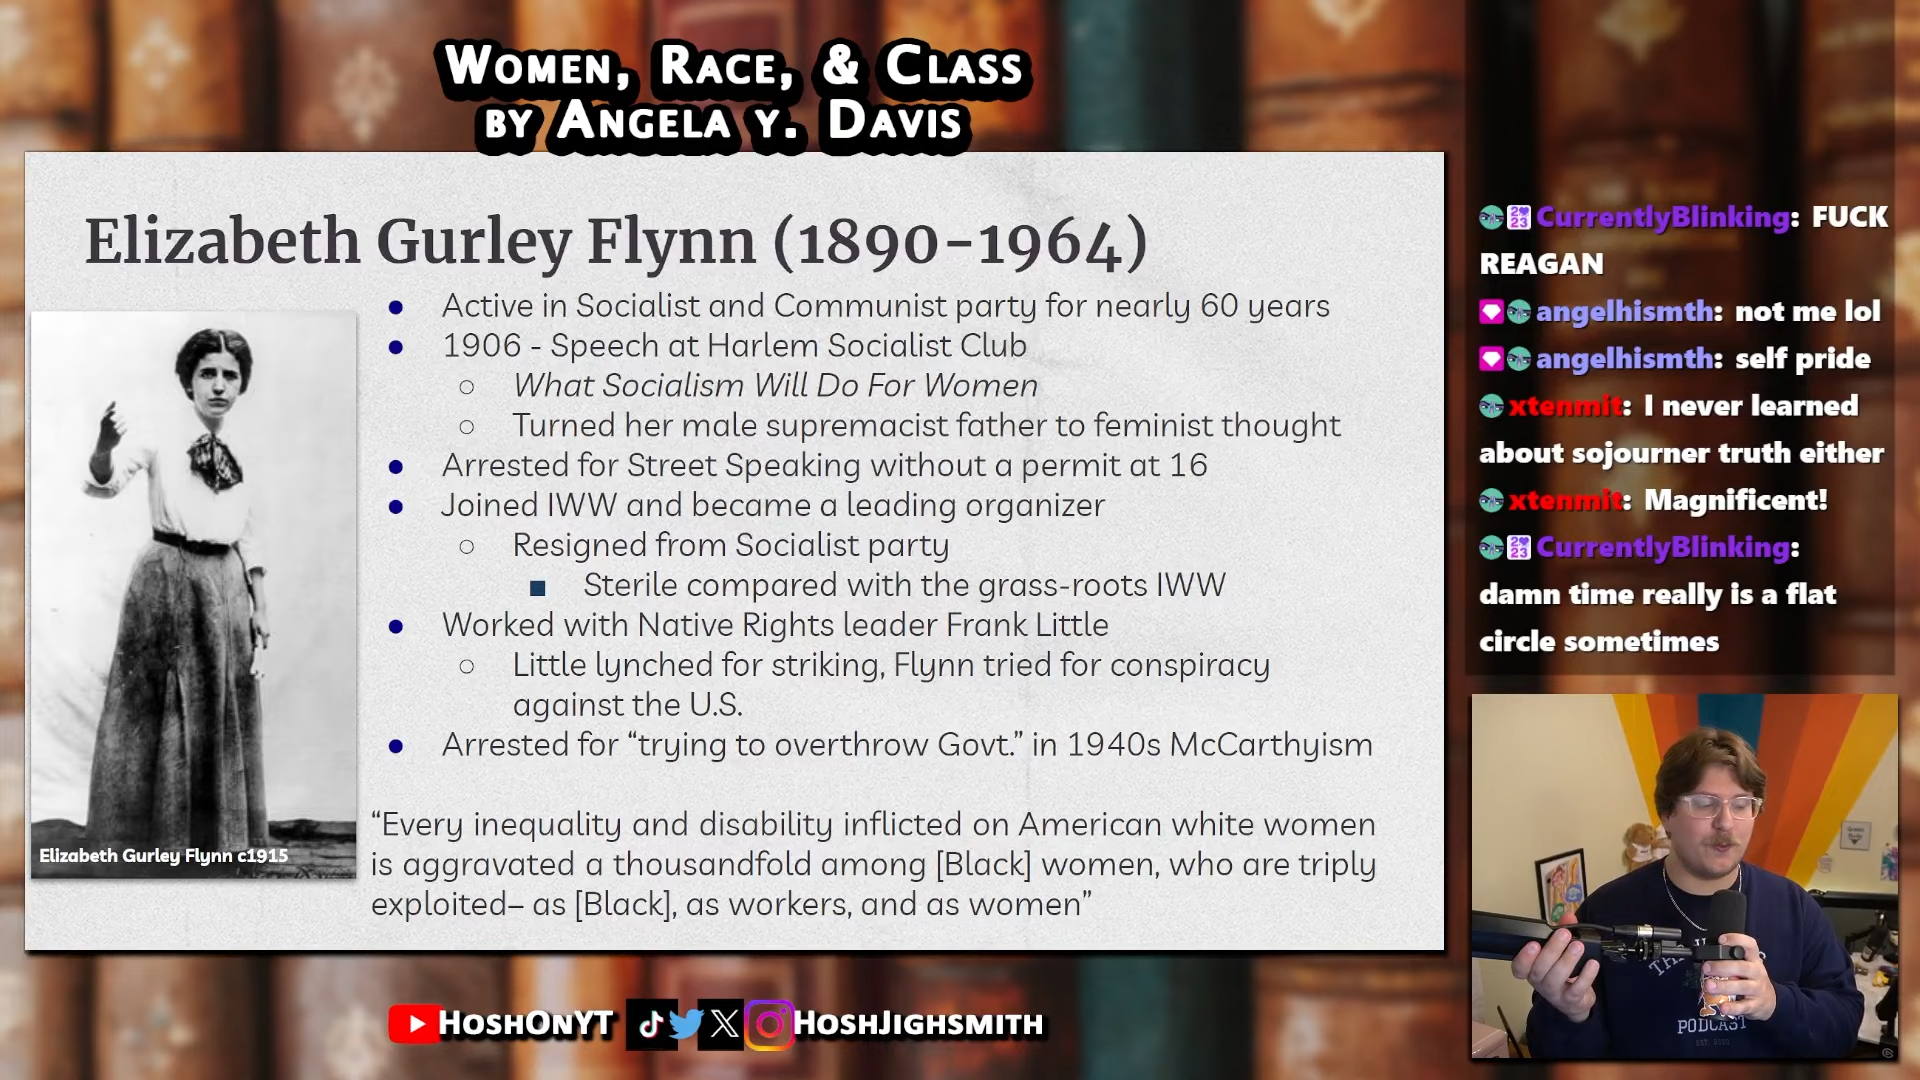 WOMEN, RACE, & CLASS
BY ANGELA Y. DAVIS
Elizabeth Gurley Flynn (1890-1964)
● Active in Socialist and Communist party for nearly 60 years
● 1906 - Speech at Harlem Socialist Club
○ What Socialism Will Do For Women
○ Turned her male supremacist father to feminist thought
● Arrested for Street Speaking without a permit at 16
● Joined IWW and became a leading organizer
○ Resigned from Socialist party
■ Sterile compared with the grass-roots IWW
● Worked with Native Rights leader Frank Little
○ Little lynched for striking, Flynn tried for conspiracy
against the U.S.
● Arrested for “trying to overthrow Govt.” in 1940s McCarthyism
“Every inequality and disability inflicted on American white women
is aggravated a thousandfold among [Black] women, who are triply
exploited– as [Black], as workers, and as women”
Elizabeth Gurley Flynn c1915
CurrentlyBlinking: FUCK
REAGAN
angelhismth: not me lol
angelhismth: self pride
xtenmit: I never learned
about sojourner truth either
xtenmit: Magnificent!
CurrentlyBlinking:
damn time really is a flat
circle sometimes
PODCAST
HOSHONYT
HOSHJIGHSMITH